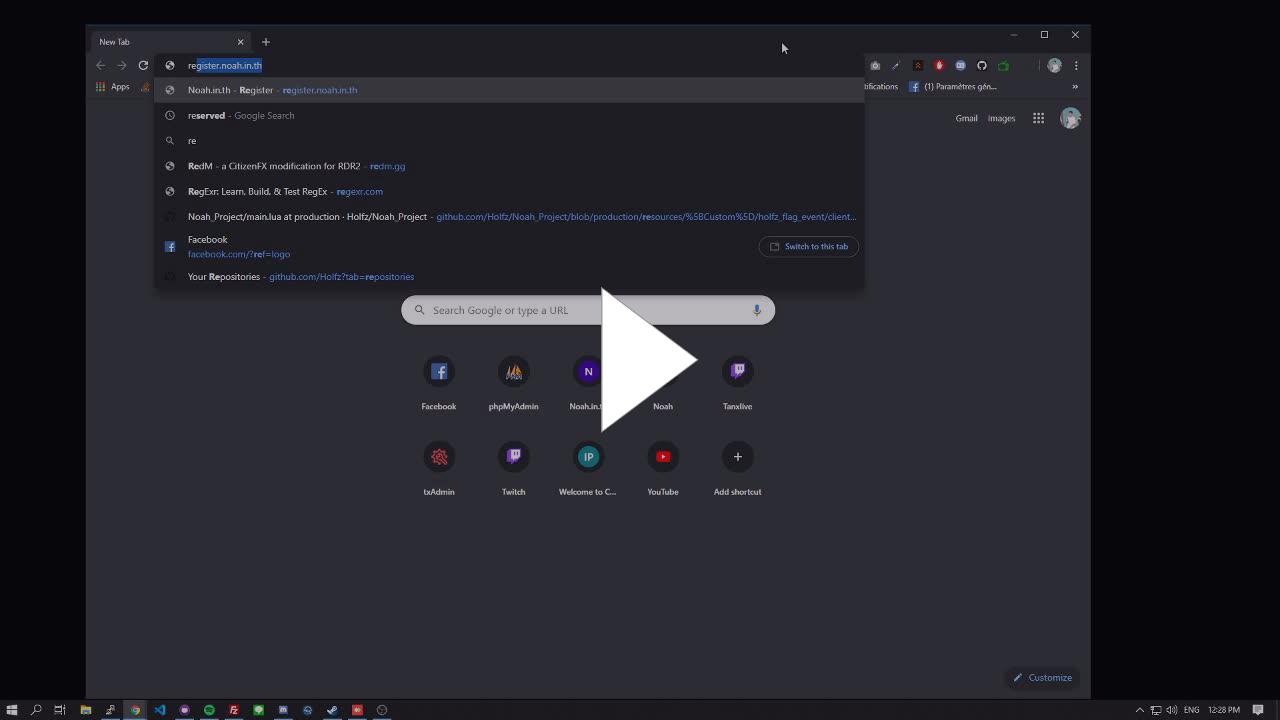 New Tab
register.noah.in.th
Noah.in.th - Register - register.noah.in.th
Apps
ifications
(1) Paramètres gén...
»
reserved - Google Search
Gmail
Images
re
RedM - a CitizenFX modification for RDR2 - redm.gg
RegExr: Learn, Build, & Test RegEx - regexr.com
Noah_Project/main.lua at production · Holfz/Noah_Project - github.com/Holfz/Noah_Project/blob/production/resources/%5BCustom%5D/holfz_flag_event/client...
Facebook
facebook.com/?ref=logo
Switch to this tab
Your Repositories - github.com/Holfz?tab=repositories
Search Google or type a URL
N
Facebook
phpMyAdmin
Noah.in.t
Noah
Tanxlive
IP
txAdmin
Twitch
Welcome to C...
YouTube
Add shortcut
Customize
ENG
12:28 PM